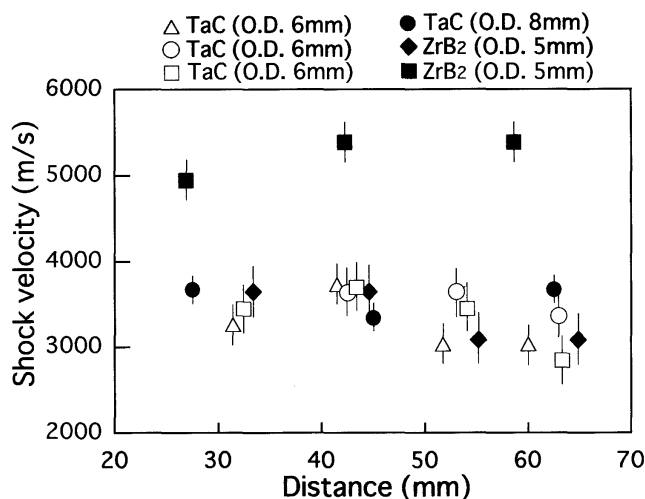 △ TaC (O.D. 6mm) ● TaC (O.D. 8mm)
○ TaC (O.D. 6mm) ◆ ZrB2 (O.D. 5mm)
□ TaC (O.D. 6mm) ■ ZrB2 (O.D. 5mm)
6000
5000
4000
3000
2000
Shock velocity (m/s)
20 30 40 50 60 70
Distance (mm)